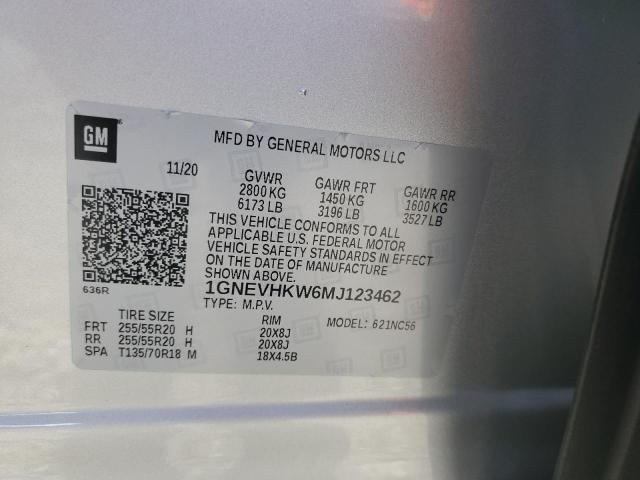 GM
MFD BY GENERAL MOTORS LLC
11/20 GVWR GAWR FRT GAWR RR
2800 KG 1450 KG 1600 KG
6173 LB 3196 LB 3527 LB
THIS VEHICLE CONFORMS TO ALL
APPLICABLE U.S. FEDERAL MOTOR
VEHICLE SAFETY STANDARDS IN EFFECT
ON THE DATE OF MANUFACTURE
SHOWN ABOVE.
636R
1GNEVHKW6MJ123462
TYPE: M.P.V.
TIRE SIZE RIM MODEL: 621NC56
FRT 255/55R20 H 20X8J
RR 255/55R20 H 20X8J
SPA T135/70R18 M 18X4.5B